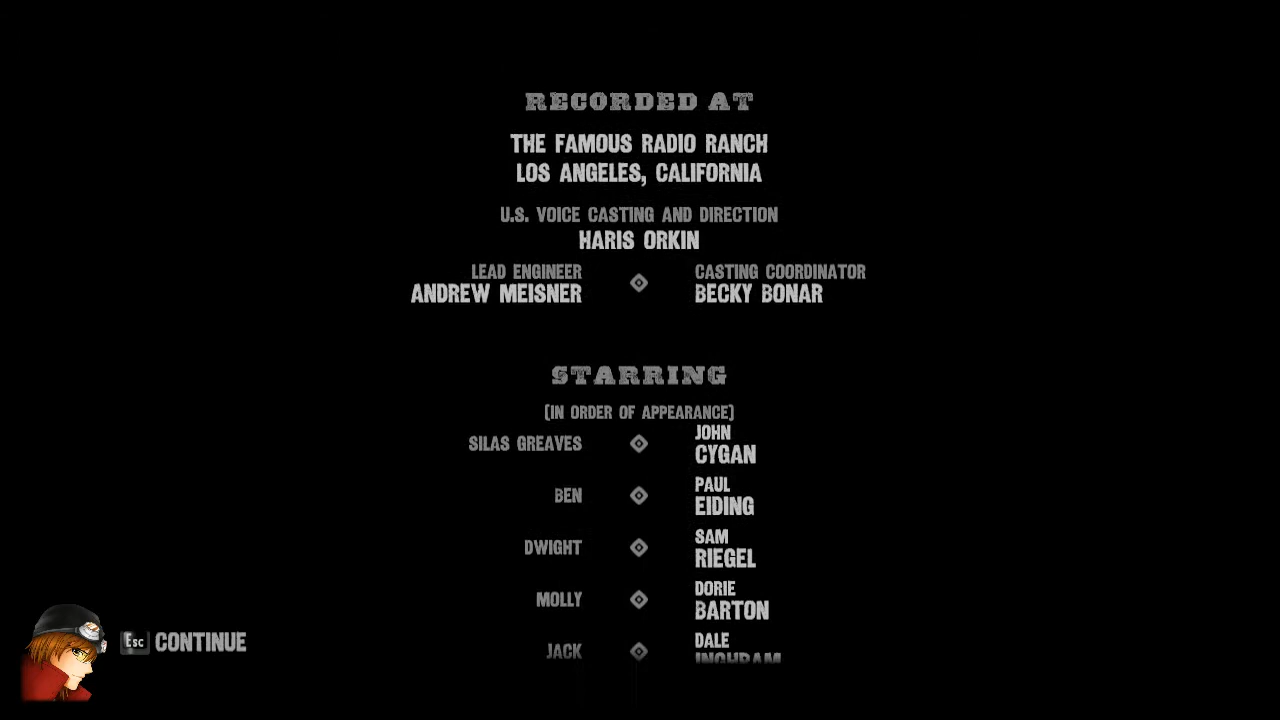 RECORDED AT
THE FAMOUS RADIO RANCH
LOS ANGELES, CALIFORNIA
U.S. VOICE CASTING AND DIRECTION
HARIS ORKIN
LEAD ENGINEER
ANDREW MEISNER
CASTING COORDINATOR
BECKY BONAR
STARRING
(IN ORDER OF APPEARANCE)
SILAS GREAVES
JOHN
CYGAN
BEN
PAUL
EIDING
DWIGHT
SAM
RIEGEL
MOLLY
DORIE
BARTON
JACK
DALE
INGHRAM
Esc CONTINUE